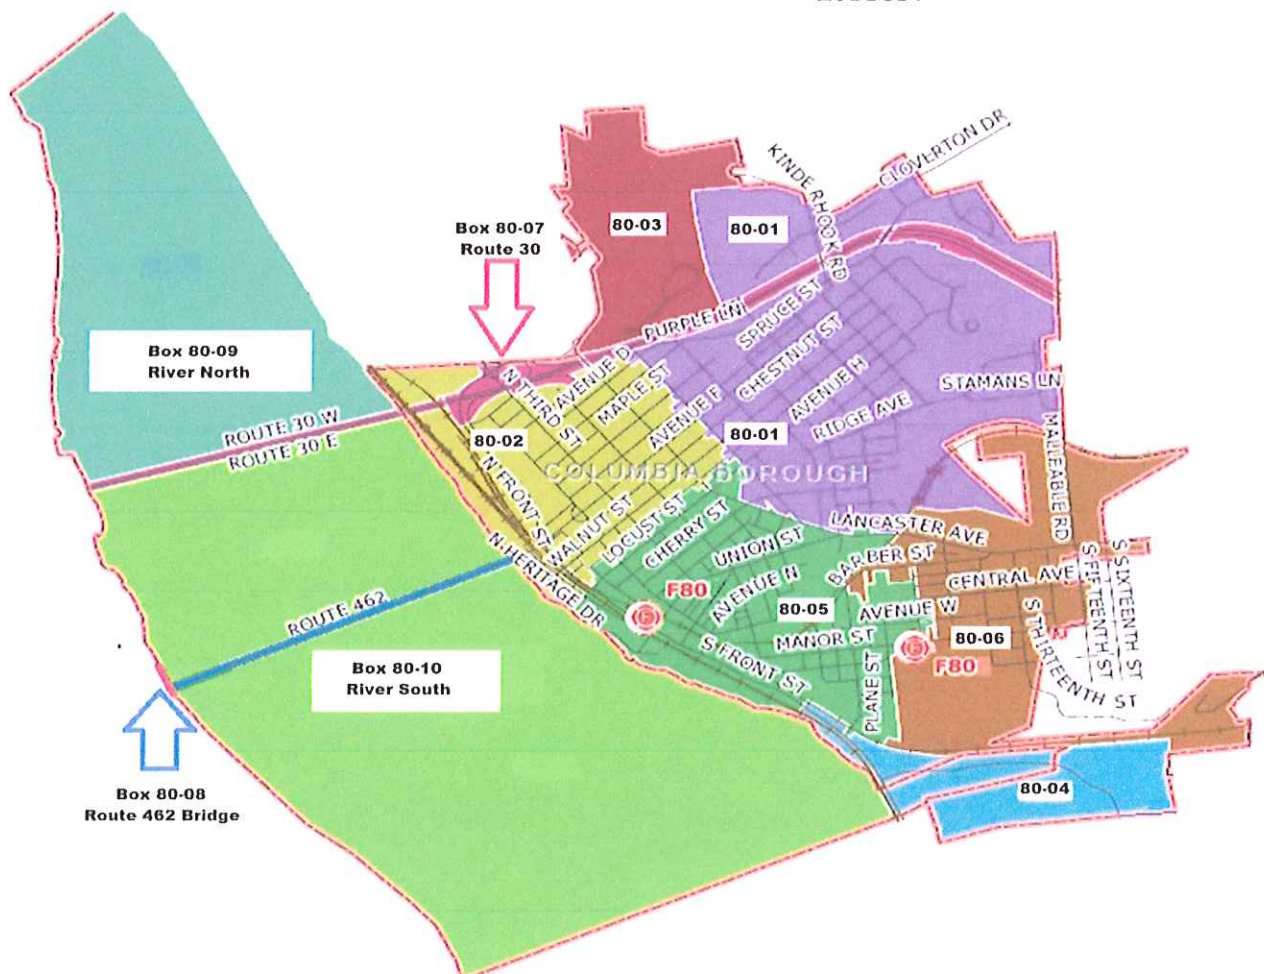 CLOVERTON DR
KINDE RHOOK RD
80-03
80-01
Box 80-07
Route 30
PURPLE LN
SPRUCE ST
CHESTNUT ST
AVENUE H
RIDGE AVE
STAMANS LN
MALLEABLE RD
Box 80-09
River North
N THIRD ST
AVENUE D
MAPLE ST
AVENUE F
80-01
ROUTE 30 W
ROUTE 30 E
80-02
COLUMBIA BOROUGH
N FRONT ST
WALNUT ST
LOCUST ST
CHERRY ST
UNION ST
LANCASTER AVE
BARBER ST
CENTRAL AVE
N HERITAGE DR
F80
AVENUE N
80-05
AVENUE W
MANOR ST
80-06
F80
S FIFTEENTH ST
S SIXTEENTH ST
S THIRTEENTH ST
ROUTE 462
S FRONT ST
PLANE ST
Box 80-10
River South
80-04
Box 80-08
Route 462 Bridge